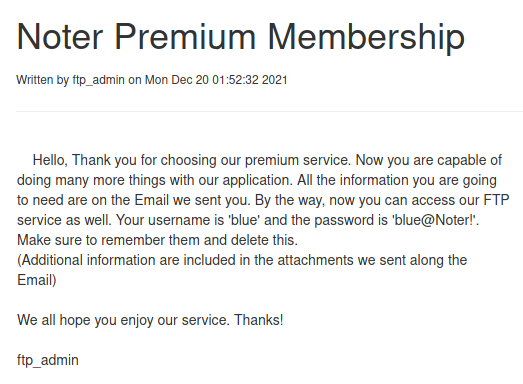 Noter Premium Membership
Written by ftp_admin on Mon Dec 20 01:52:32 2021
Hello, Thank you for choosing our premium service. Now you are capable of
doing many more things with our application. All the information you are going
to need are on the Email we sent you. By the way, now you can access our FTP
service as well. Your username is 'blue' and the password is 'blue@Noter!'.
Make sure to remember them and delete this.
(Additional information are included in the attachments we sent along the
Email)
We all hope you enjoy our service. Thanks!
ftp_admin